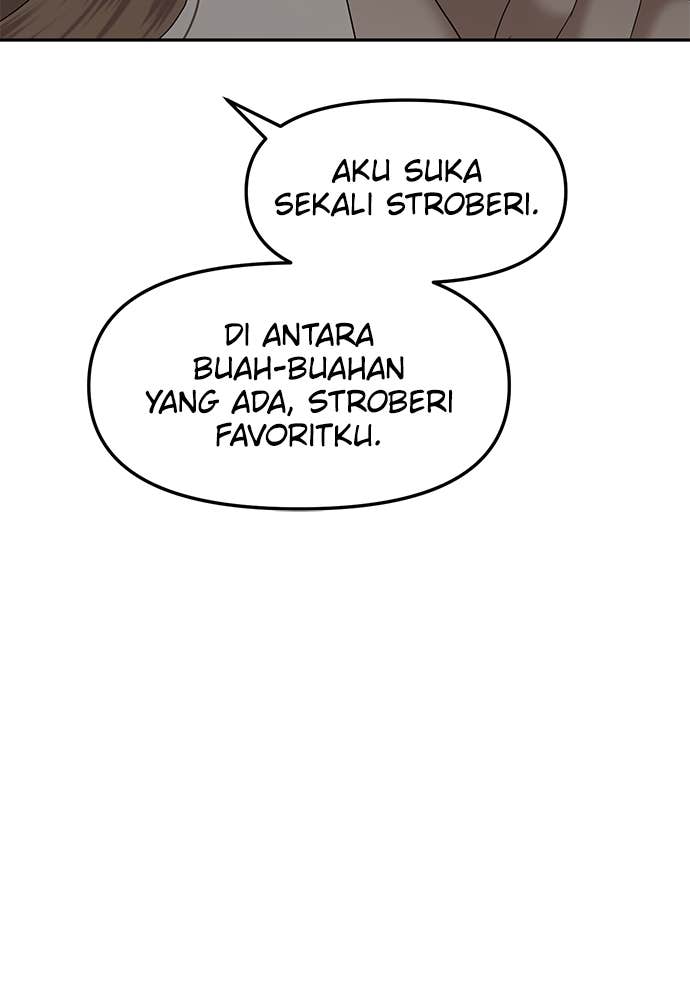 AKU SUKA
SEKALI STROBERI.
DI ANTARA
BUAH-BUAHAN
YANG ADA, STROBERI
FAVORITKU.